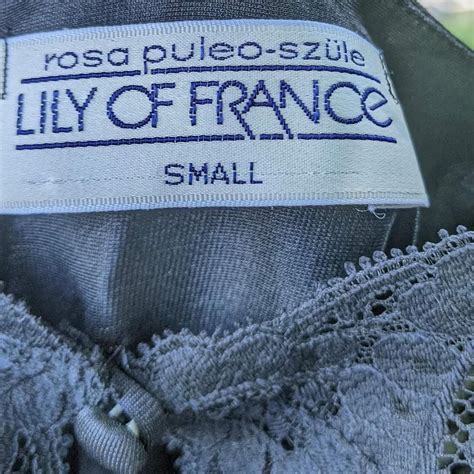 rosa puleo-szüle
LILY OF FRANCE
SMALL